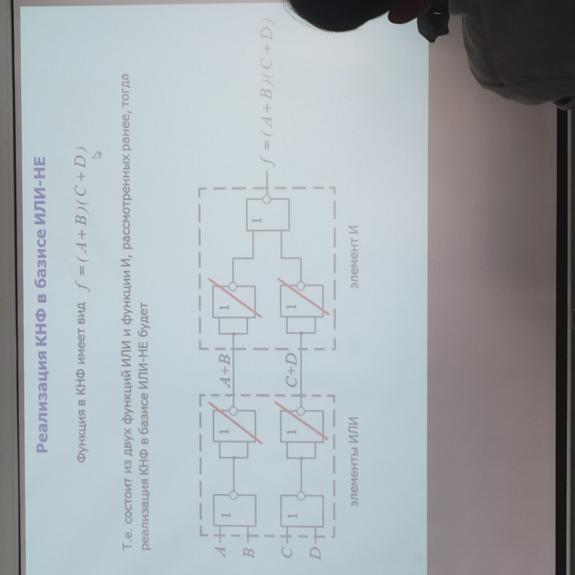 Реализация КНФ в базисе ИЛИ-НЕ
Функция в КНФ имеет вид f = (A + B)(C + D)
Т.е. состоит из двух функций ИЛИ и функции И, рассмотренных ранее, тогда
реализация КНФ в базисе ИЛИ-НЕ будет
A 1 1 A+B 1
B
1 f = (A + B)(C + D)
C 1 1 C+D 1
D
элементы ИЛИ элемент И